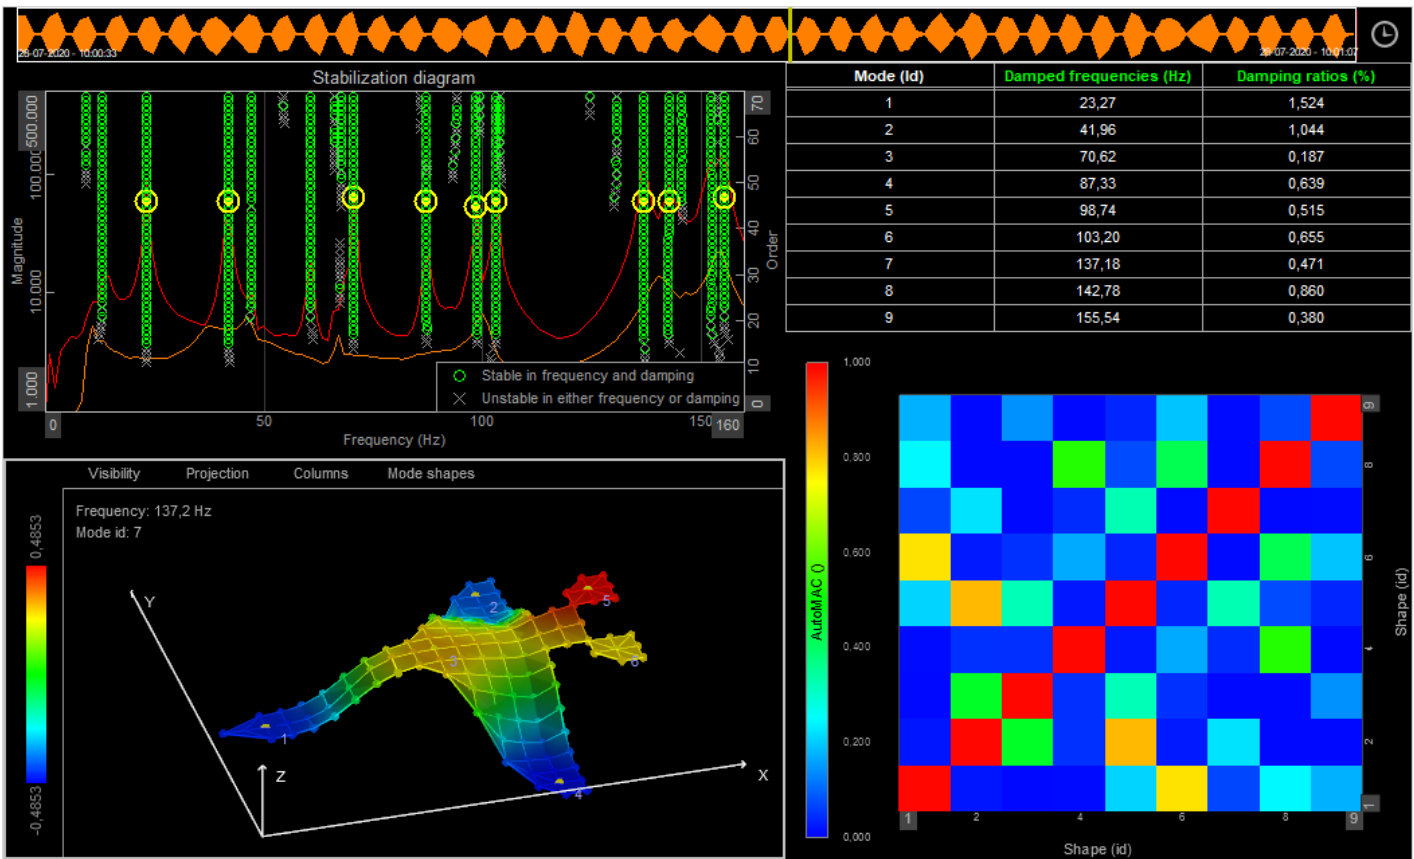 28-07-2020 - 10:00:33
28-07-2020 - 10:01:07
Stabilization diagram
Magnitude
500.000
100.000
10.000
1.000
70
60
50
40
30
20
10
0
Order
Stable in frequency and damping
Unstable in either frequency or damping
0
50
100
150
160
Frequency (Hz)
Mode (Id) Damped frequencies (Hz) Damping ratios (%)
1 23,27 1,524
2 41,96 1,044
3 70,62 0,187
4 87,33 0,639
5 98,74 0,515
6 103,20 0,655
7 137,18 0,471
8 142,78 0,860
9 155,54 0,380
Visibility Projection Columns Mode shapes
Frequency: 137,2 Hz
Mode id: 7
0,4853
-0,4853
Y
Z
X
1
2
3
4
5
6
1,000
0,800
0,600
0,400
0,200
0,000
AutoMAC ()
9
8
6
4
2
1
Shape (id)
1
2
4
6
8
9
Shape (id)